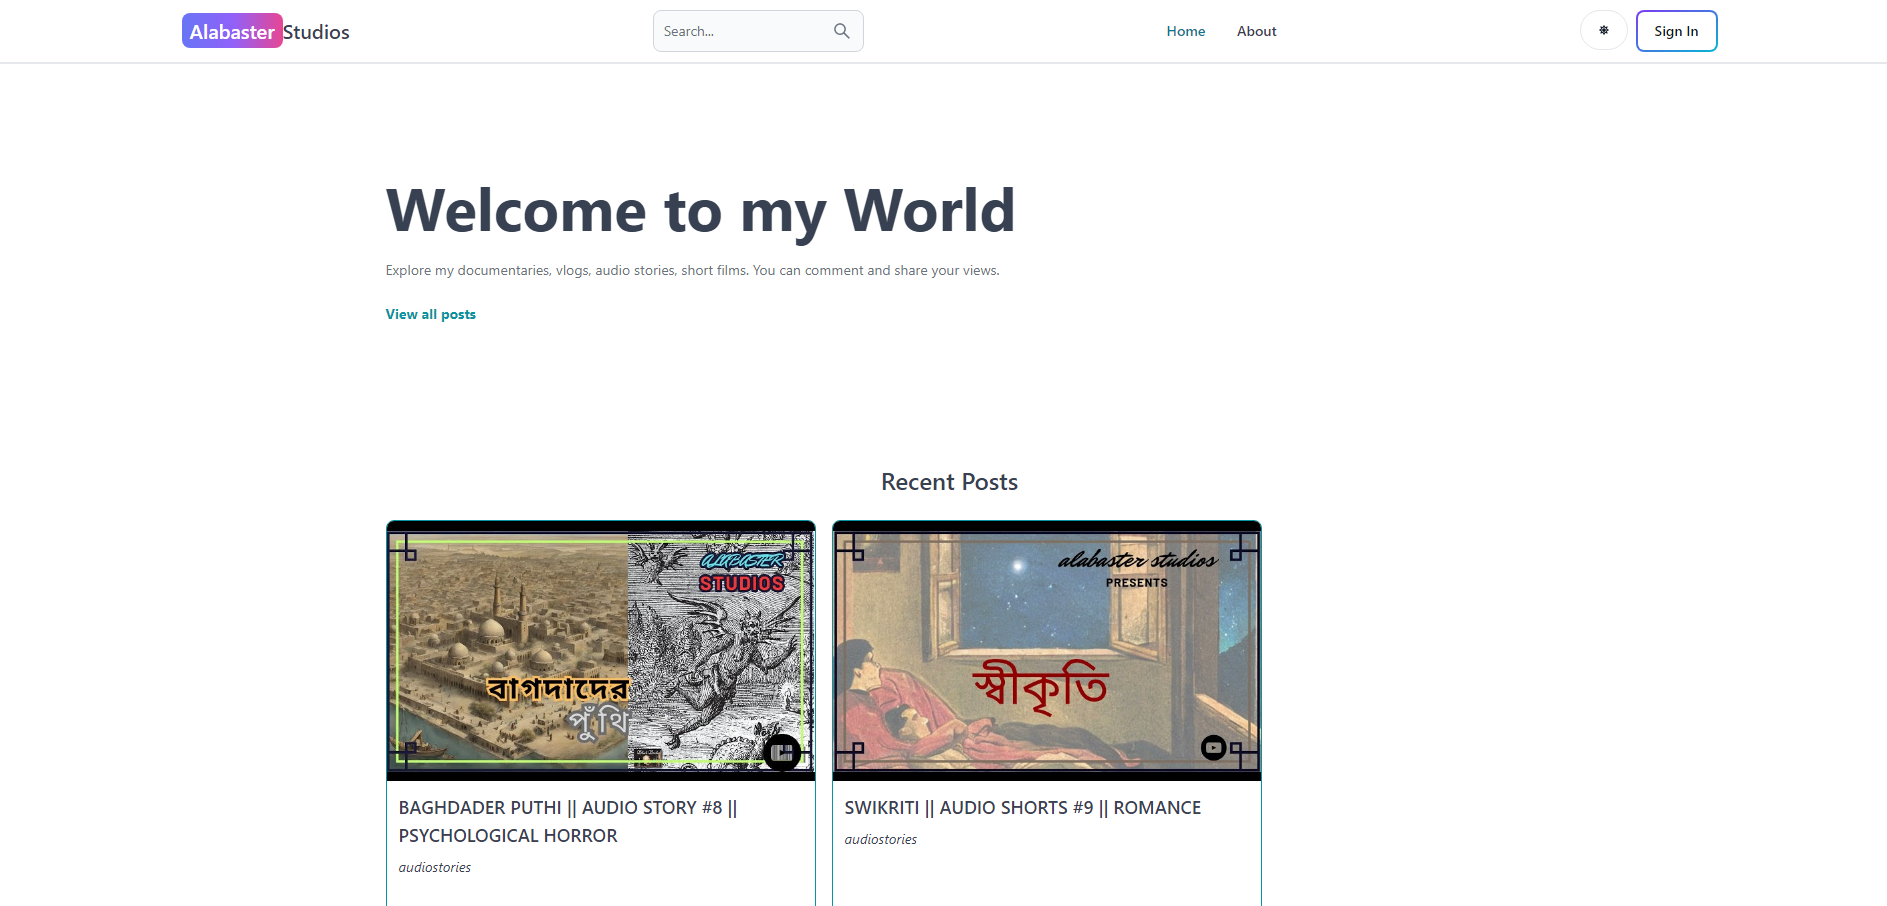 Alabaster Studios
Search...
Home
About
Sign In
Welcome to my World
Explore my documentaries, vlogs, audio stories, short films. You can comment and share your views.
View all posts
Recent Posts
ALABASTER
STUDIOS
বাগদাদের
পুঁথি
alabaster studios
PRESENTS
স্বীকৃতি
BAGHDADER PUTHI || AUDIO STORY #8 ||
PSYCHOLOGICAL HORROR
audiostories
SWIKRITI || AUDIO SHORTS #9 || ROMANCE
audiostories